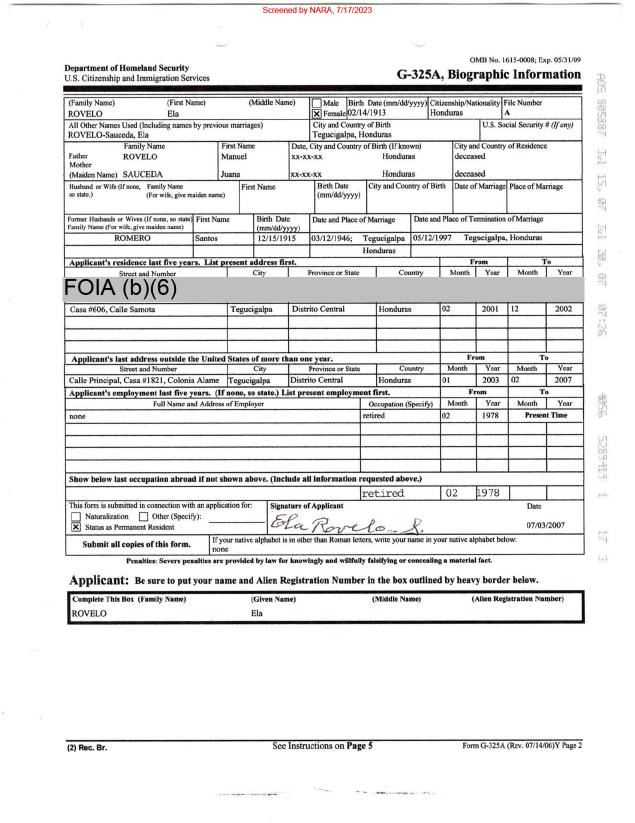 Screened by NARA, 7/17/2023
OMB No. 1615-0008; Exp. 05/31/09
Department of Homeland Security
U.S. Citizenship and Immigration Services
G-325A, Biographic Information
(Family Name) (First Name) (Middle Name) Male Birth Date (mm/dd/yyyy) Citizenship/Nationality File Number
ROVELO Ela X Female 02/14/1913 Honduras A
All Other Names Used (Including names by previous marriages) City and Country of Birth U.S. Social Security # (If any)
ROVELO-Sauceda, Ela Tegucigalpa, Honduras
Family Name First Name Date, City and Country of Birth (If known) City and Country of Residence
Father ROVELO Manuel xx-xx-xx Honduras deceased
Mother
(Maiden Name) SAUCEDA Juana xx-xx-xx Honduras deceased
Husband or Wife (If none, Family Name First Name Birth Date City and Country of Birth Date of Marriage Place of Marriage
so state.) (For wife, give maiden name) (mm/dd/yyyy)
Former Husbands or Wives (If none, so state) First Name Birth Date Date and Place of Marriage Date and Place of Termination of Marriage
Family Name (For wife, give maiden name) (mm/dd/yyyy)
ROMERO Santos 12/15/1915 03/12/1946; Tegucigalpa 05/12/1997 Tegucigalpa, Honduras
Honduras
Applicant's residence last five years. List present address first. From To
Street and Number City Province or State Country Month Year Month Year
FOIA (b)(6)
Casa #606, Calle Samota Tegucigalpa Distrito Central Honduras 02 2001 12 2002
Applicant's last address outside the United States of more than one year. From To
Street and Number City Province or State Country Month Year Month Year
Calle Principal, Casa #1821, Colonia Alame Tegucigalpa Distrito Central Honduras 01 2003 02 2007
Applicant's employment last five years. (If none, so state.) List present employment first. From To
Full Name and Address of Employer Occupation (Specify) Month Year Month Year
none retired 02 1978 Present Time
Show below last occupation abroad if not shown above. (Include all information requested above.)
retired 02 1978
This form is submitted in connection with an application for: Signature of Applicant Date
Naturalization Other (Specify):
X Status as Permanent Resident Ela Rovelo S. 07/03/2007
Submit all copies of this form. If your native alphabet is in other than Roman letters, write your name in your native alphabet below:
none
Penalties: Severe penalties are provided by law for knowingly and willfully falsifying or concealing a material fact.
Applicant: Be sure to put your name and Alien Registration Number in the box outlined by heavy border below.
Complete This Box (Family Name) (Given Name) (Middle Name) (Alien Registration Number)
ROVELO Ela
(2) Rec. Br. See Instructions on Page 5 Form G-325A (Rev. 07/14/06)Y Page 2